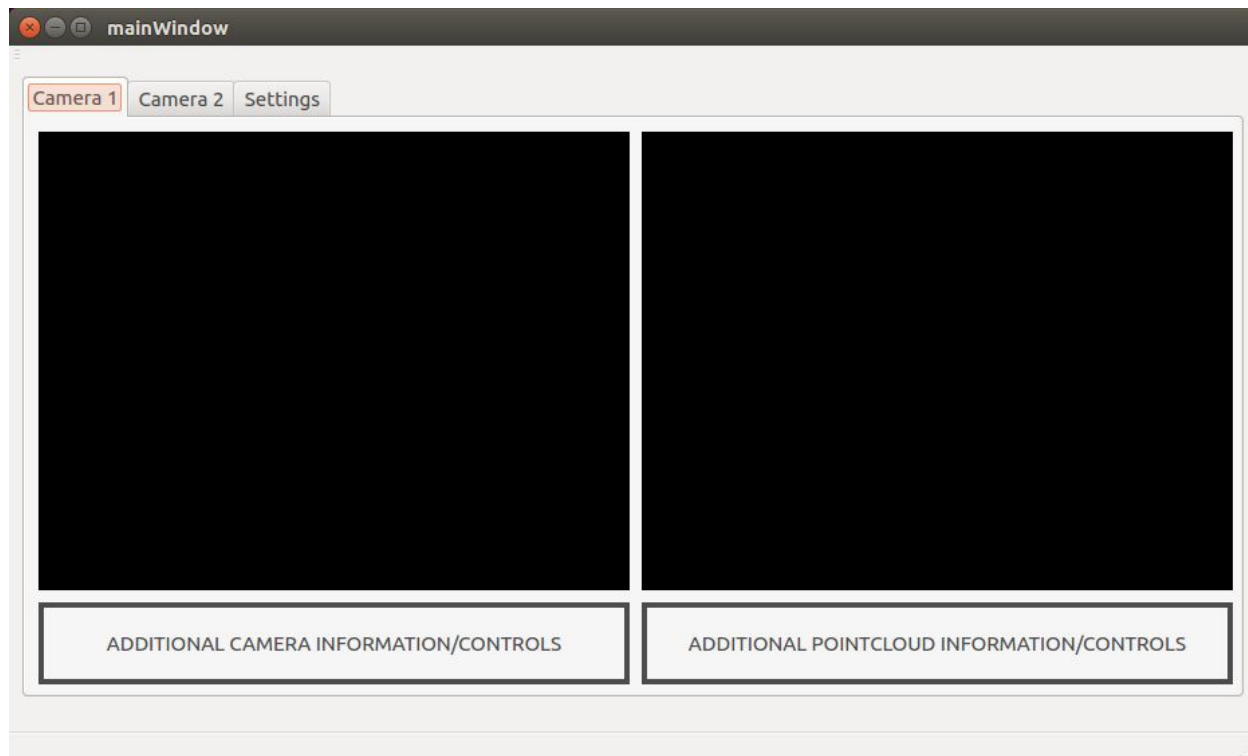 mainWindow
Camera 1 Camera 2 Settings
ADDITIONAL CAMERA INFORMATION/CONTROLS
ADDITIONAL POINTCLOUD INFORMATION/CONTROLS